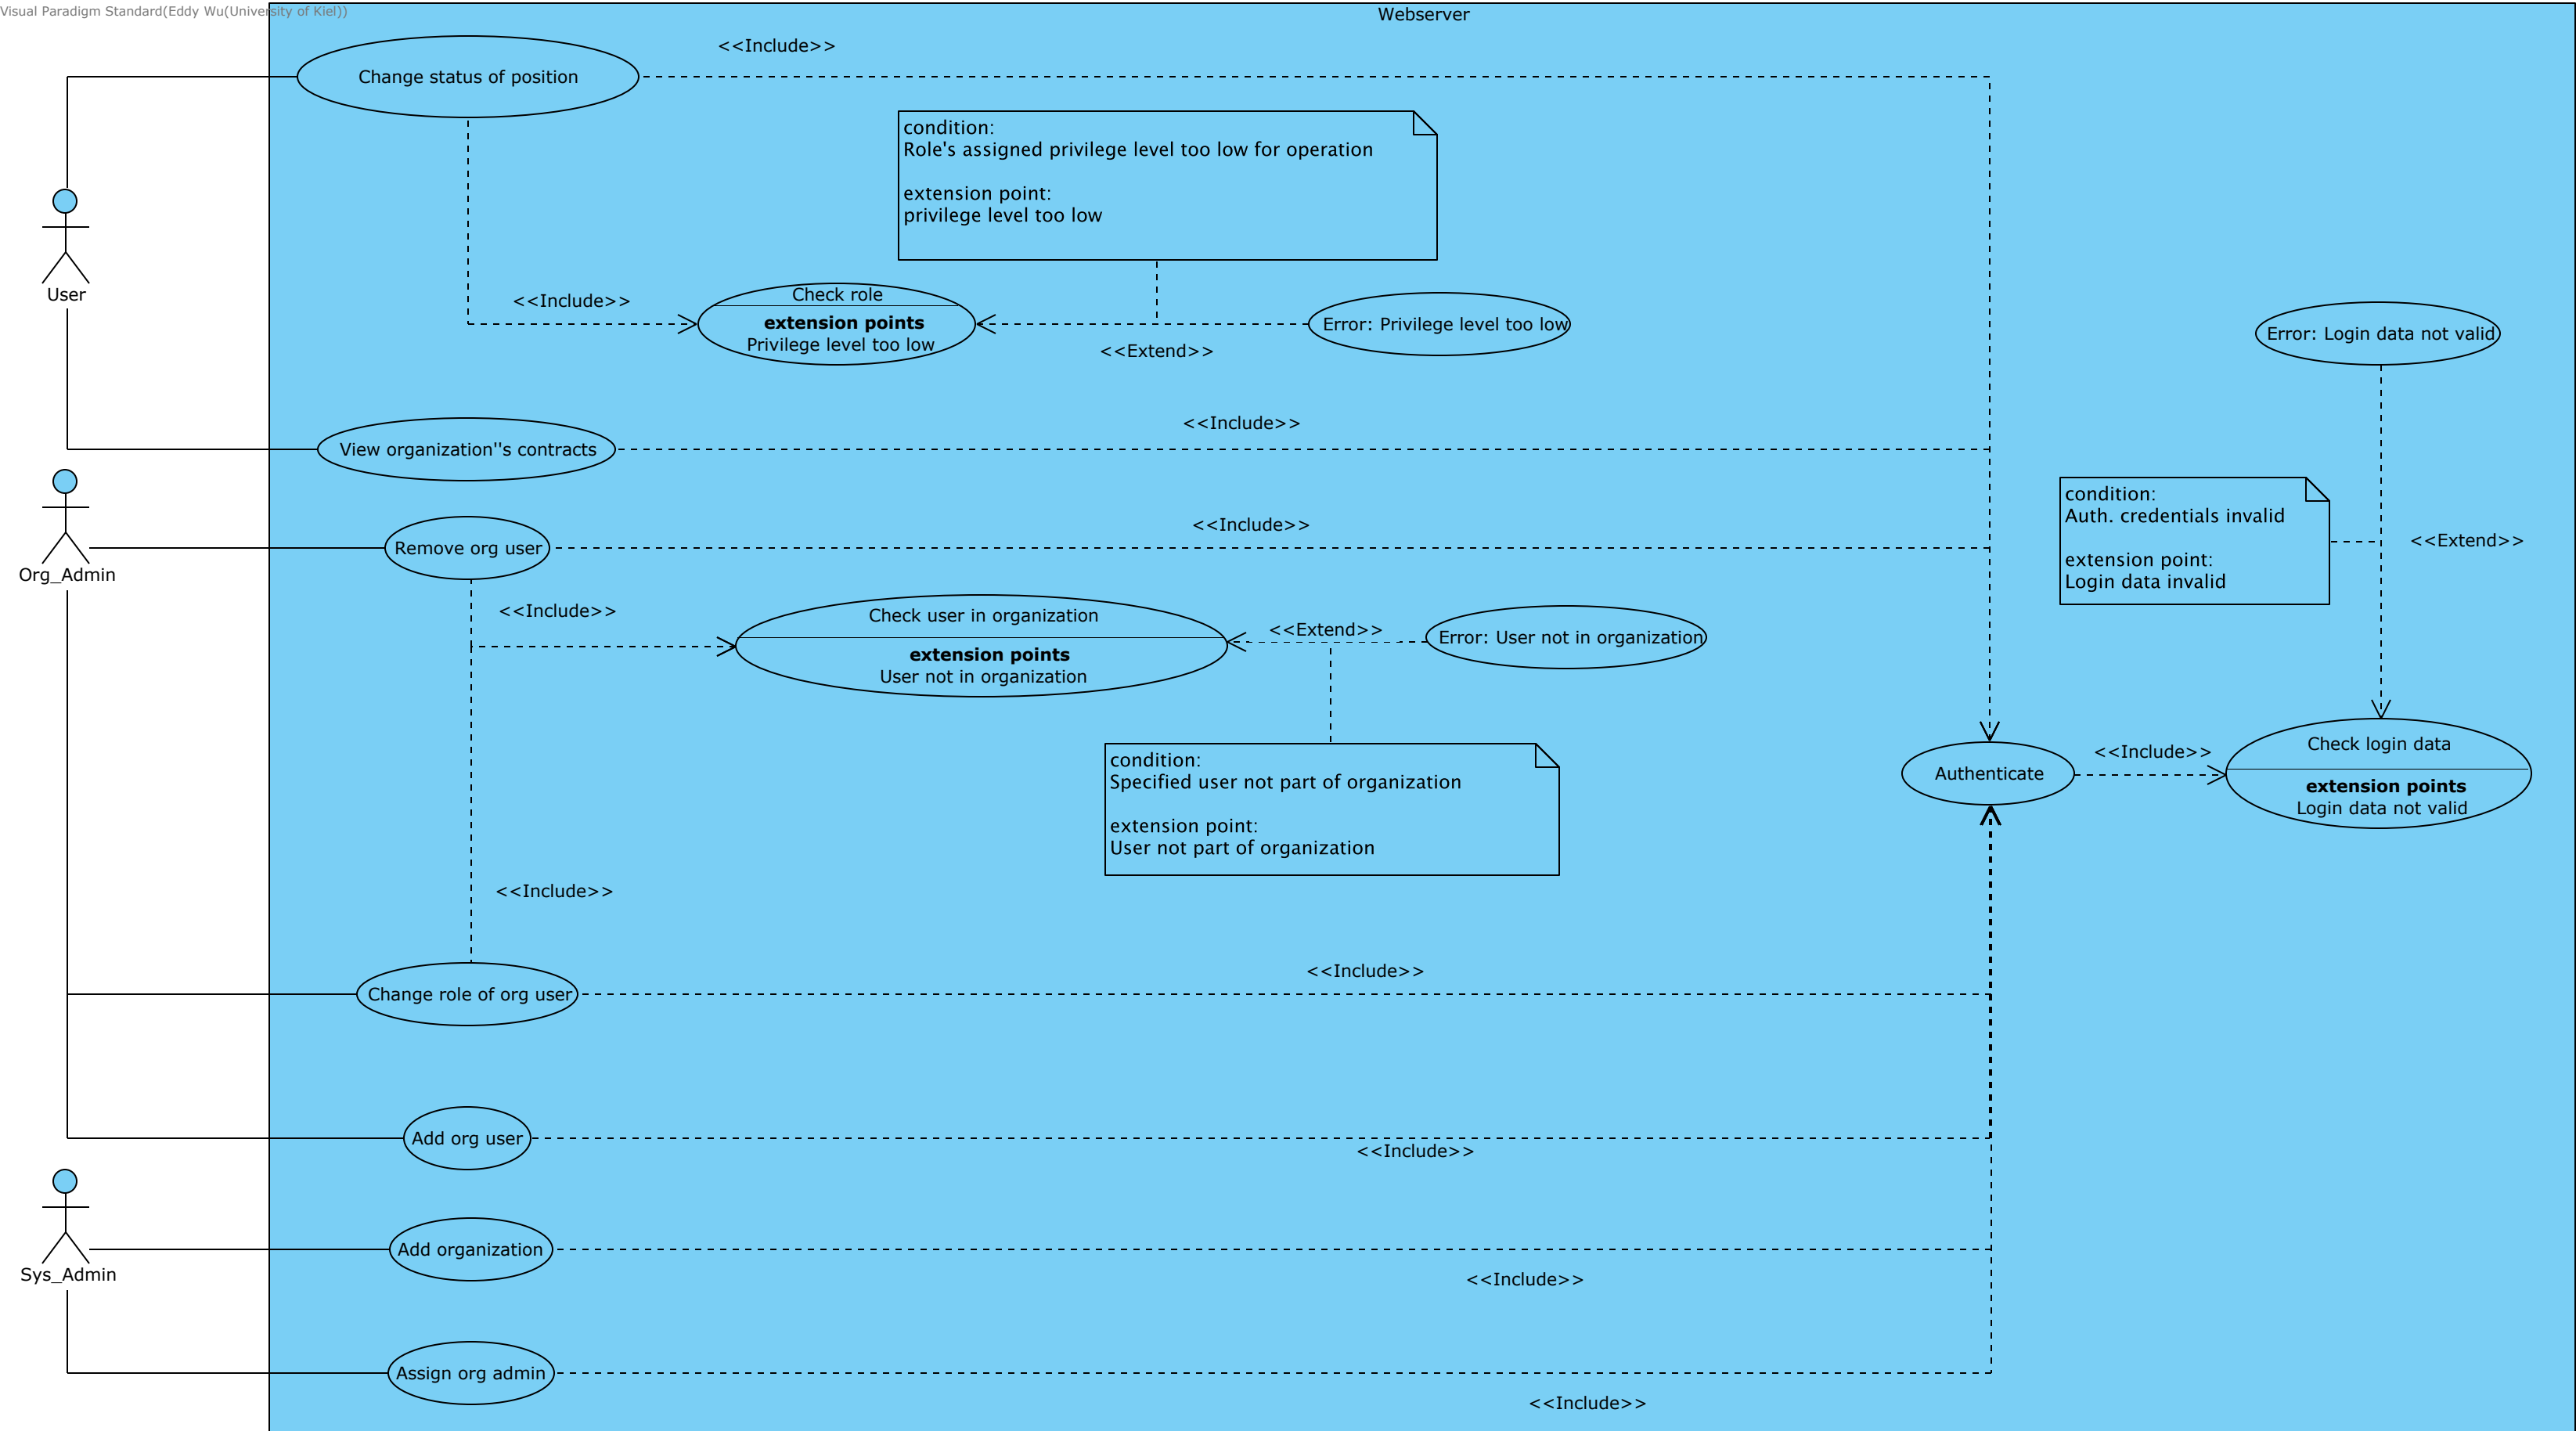 Visual Paradigm Standard(Eddy Wu(University of Kiel))
Webserver
<<Include>>
Change status of position
condition:
Role's assigned privilege level too low for operation
extension point:
privilege level too low
User
<<Include>>
Check role
extension points
Privilege level too low
<<Extend>>
Error: Privilege level too low
Error: Login data not valid
<<Include>>
View organization''s contracts
condition:
Auth. credentials invalid
extension point:
Login data invalid
<<Extend>>
<<Include>>
Remove org user
Org_Admin
<<Include>>
Check user in organization
extension points
User not in organization
<<Extend>>
Error: User not in organization
condition:
Specified user not part of organization
extension point:
User not part of organization
Authenticate
<<Include>>
Check login data
extension points
Login data not valid
<<Include>>
<<Include>>
Change role of org user
Add org user
<<Include>>
Sys_Admin
Add organization
<<Include>>
Assign org admin
<<Include>>